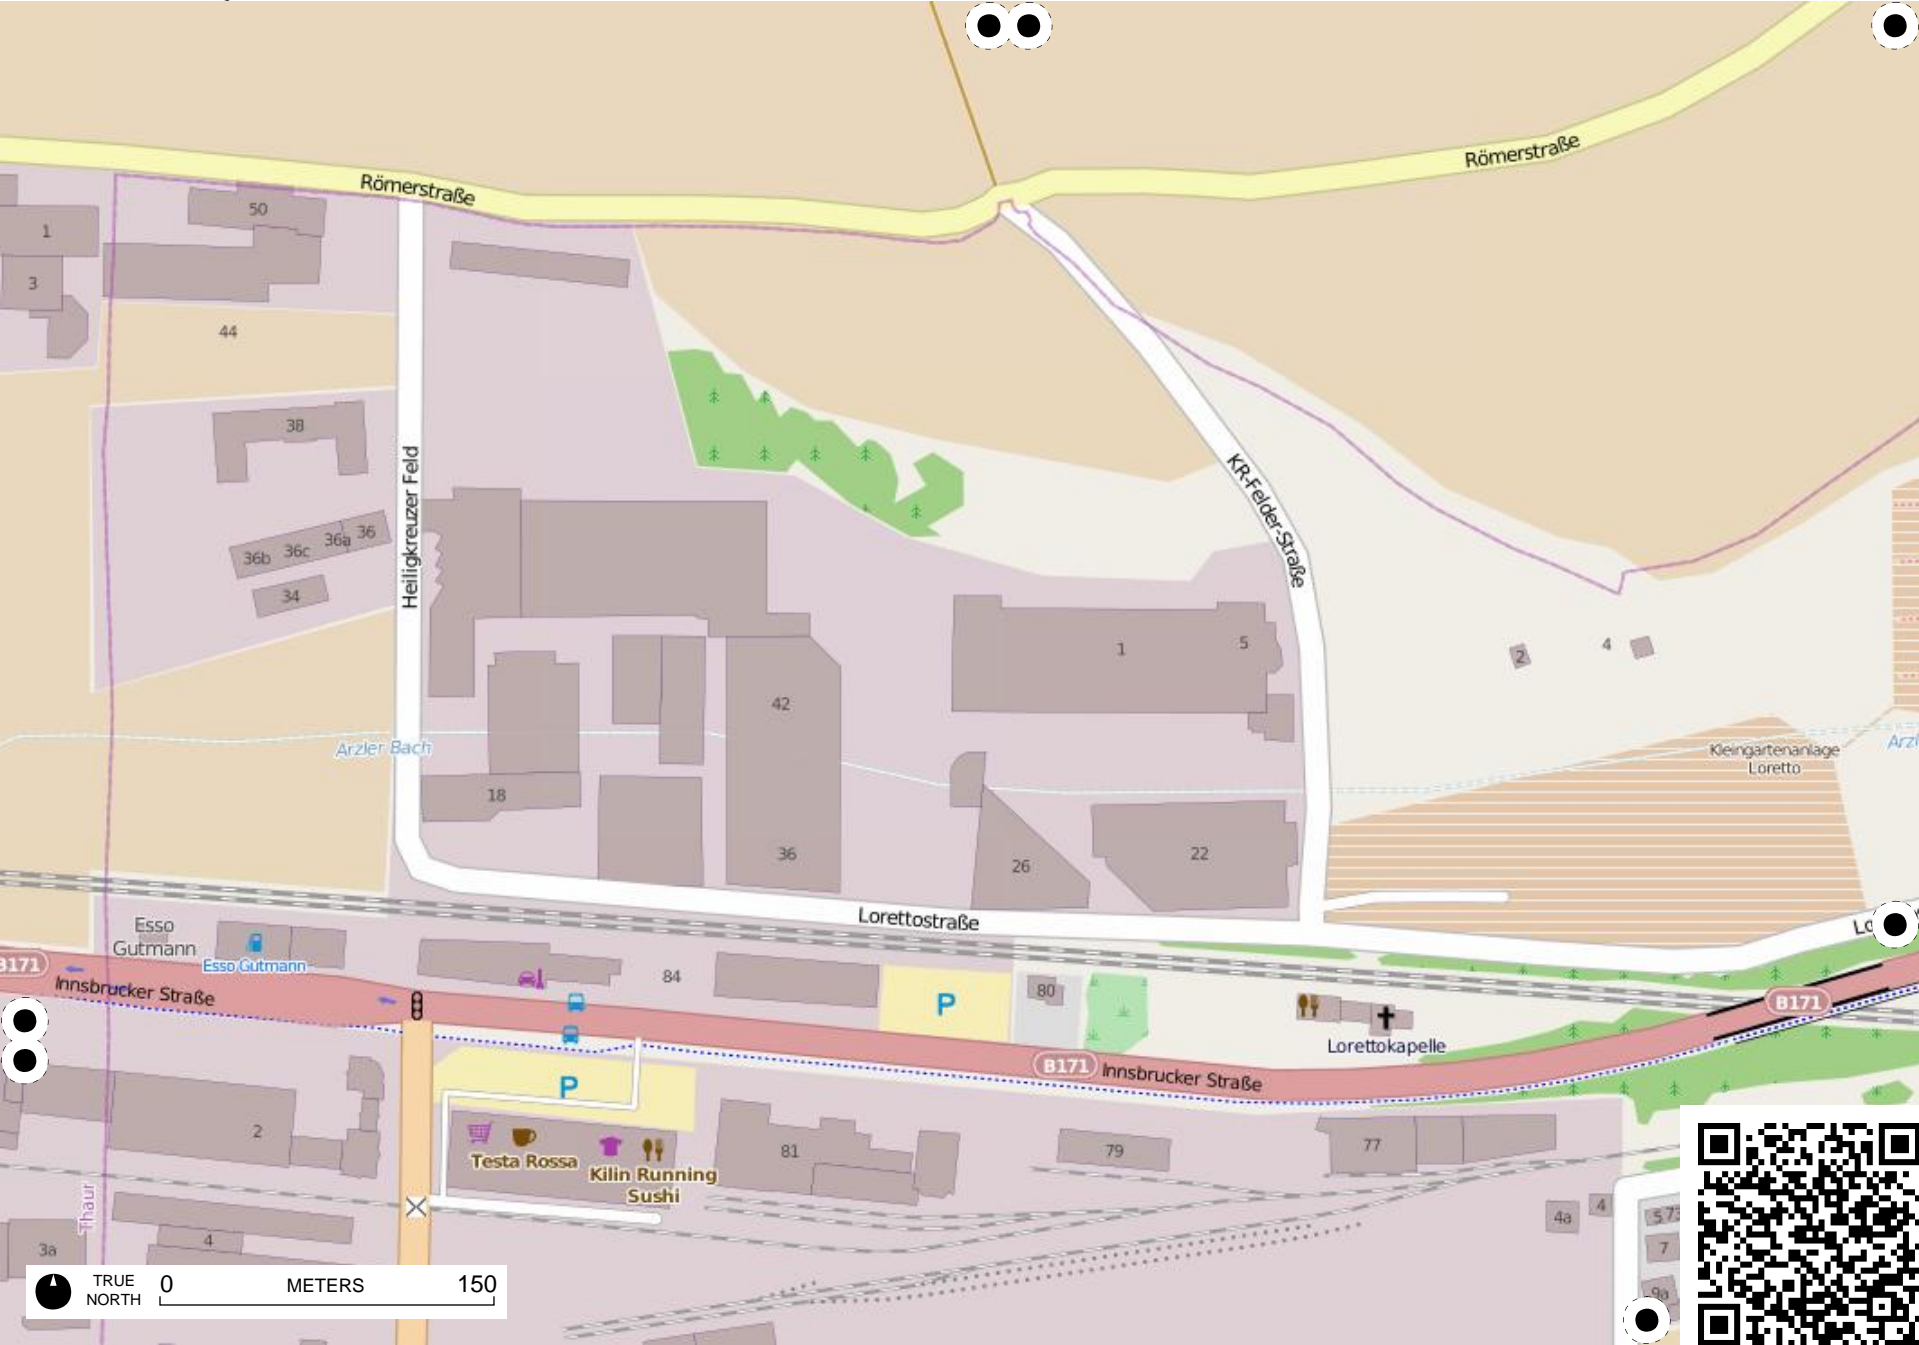 Römerstraße
Römerstraße
50
1
3
44
38
Heiligkreuzer Feld
KR-Felder-Straße
36b
36c
36a
36
34
1
5
2
4
42
Arzler Bach
Kleingartenanlage
Loretto
18
36
26
22
Lorettostraße
Esso
Gutmann
Esso Gutmann
84
80
P
B171
Innsbrucker Straße
B171
Lorettokapelle
B171
Innsbrucker Straße
P
2
Testa Rossa
Kilin Running
Sushi
81
79
77
Thaur
4a
4
5
7
9a
3a
4
TRUE
NORTH
0
METERS
150